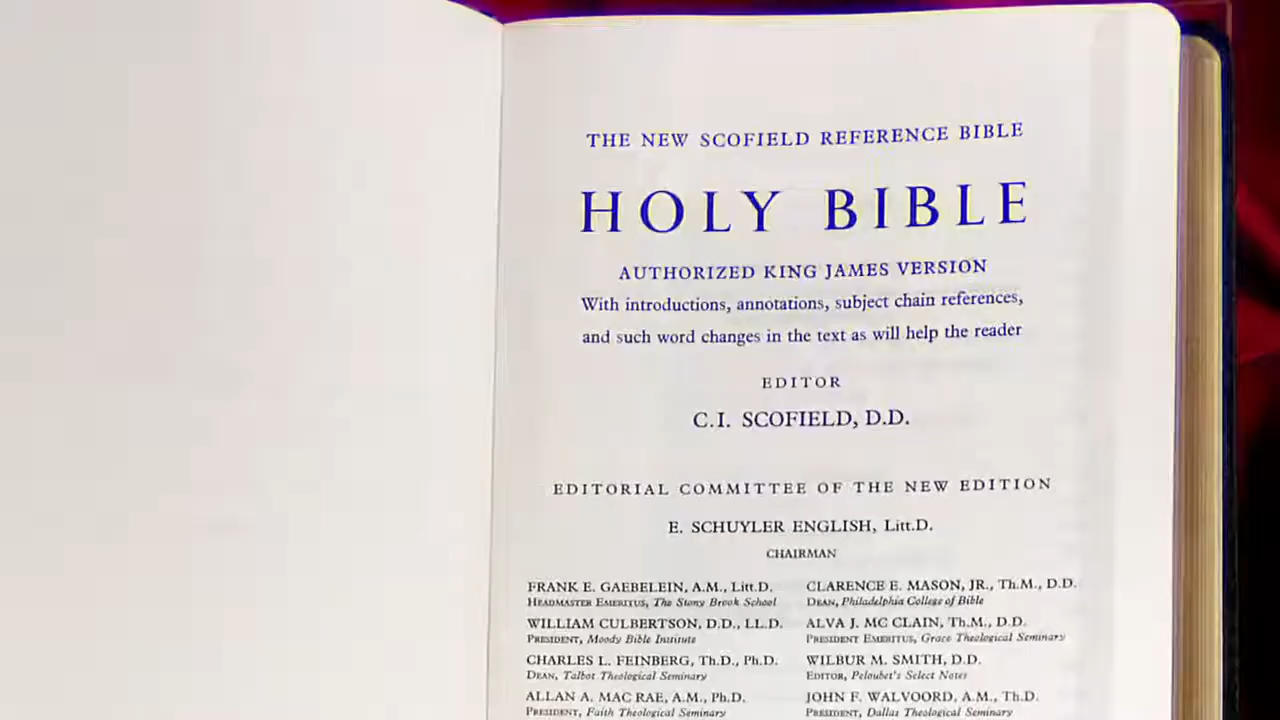 THE NEW SCOFIELD REFERENCE BIBLE
HOLY BIBLE
AUTHORIZED KING JAMES VERSION
With introductions, annotations, subject chain references,
and such word changes in the text as will help the reader
EDITOR
C.I. SCOFIELD, D.D.
EDITORIAL COMMITTEE OF THE NEW EDITION
E. SCHUYLER ENGLISH, Litt.D.
CHAIRMAN
FRANK E. GAEBELEIN, A.M., Litt.D.
HEADMASTER EMERITUS, The Stony Brook School
WILLIAM CULBERTSON, D.D., LL.D.
PRESIDENT, Moody Bible Institute
CHARLES L. FEINBERG, Th.D., Ph.D.
DEAN, Talbot Theological Seminary
ALLAN A. MAC RAE, A.M., Ph.D.
PRESIDENT, Faith Theological Seminary
CLARENCE E. MASON, JR., Th.M., D.D.
DEAN, Philadelphia College of Bible
ALVA J. MC CLAIN, Th.M., D.D.
PRESIDENT EMERITUS, Grace Theological Seminary
WILBUR M. SMITH, D.D.
EDITOR, Peloubet's Select Notes
JOHN F. WALVOORD, A.M., Th.D.
PRESIDENT, Dallas Theological Seminary